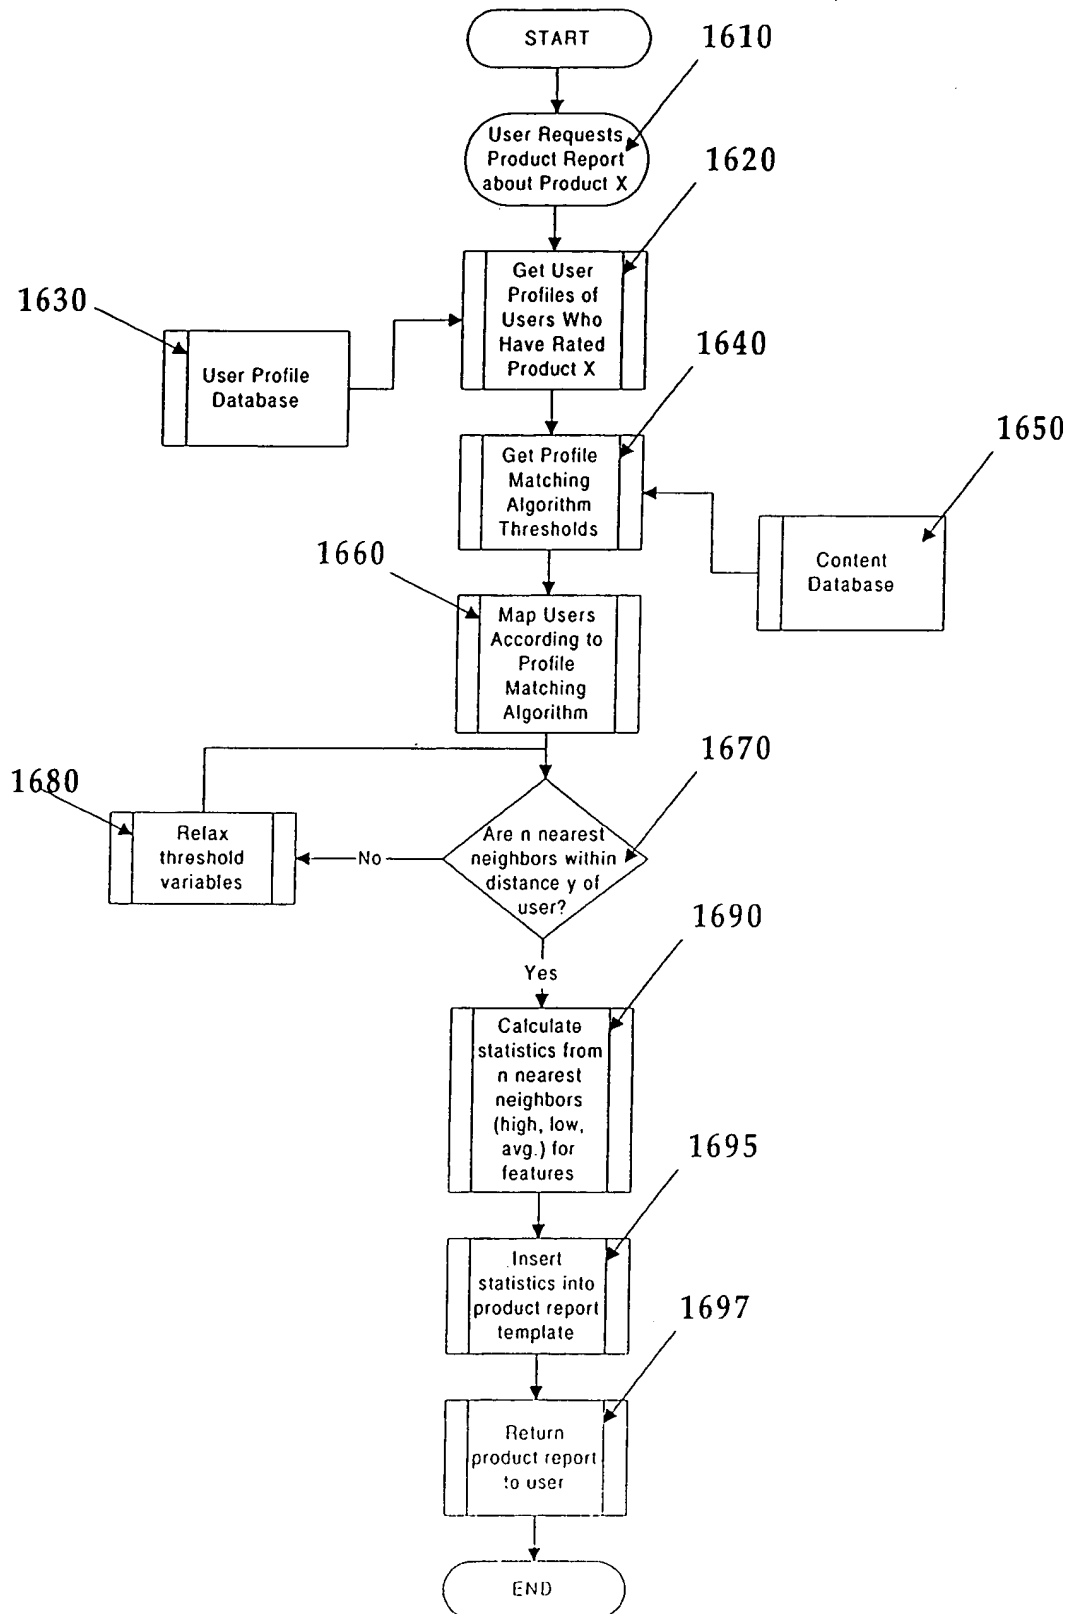 START
1610
User Requests
Product Report
about Product X
1620
Get User
Profiles of
Users Who
Have Rated
Product X
1630
User Profile
Database
1640
Get Profile
Matching
Algorithm
Thresholds
1650
Content
Database
1660
Map Users
According to
Profile
Matching
Algorithm
1670
Are n nearest
neighbors within
distance y of
user?
No
1680
Relax
threshold
variables
Yes
1690
Calculate
statistics from
n nearest
neighbors
(high, low,
avg.) for
features
1695
Insert
statistics into
product report
template
1697
Return
product report
to user
END